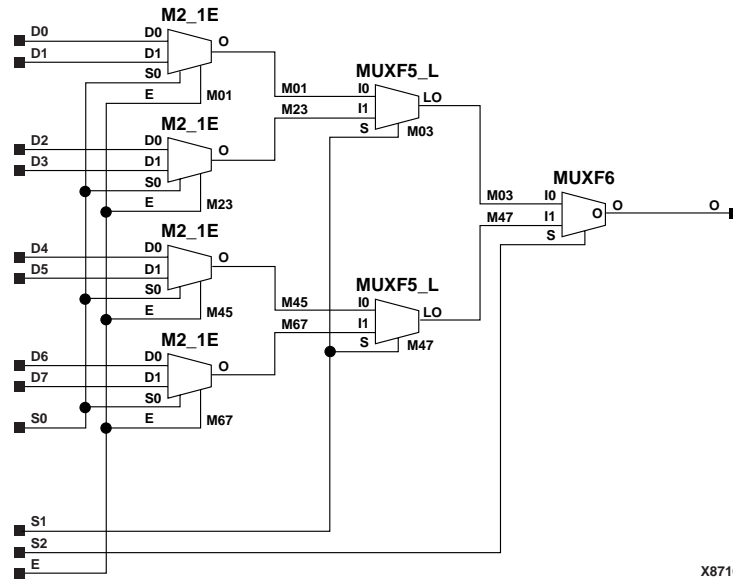 M2_1E
D0 D0
D1 D1 O
S0 MUXF5_L
E M01 M01 I0 LO
M2_1E M23 I1
D2 D0 S M03
D3 D1 O MUXF6
S0 M03 I0 O O O
E M23 M47 I1
M2_1E S
D4 D0
D5 D1 O MUXF5_L
S0
E M45 M45 I0 LO
M2_1E M67 I1
D6 D0 S M47
D7 D1 O
S0
S0 E M67
S1
S2
E